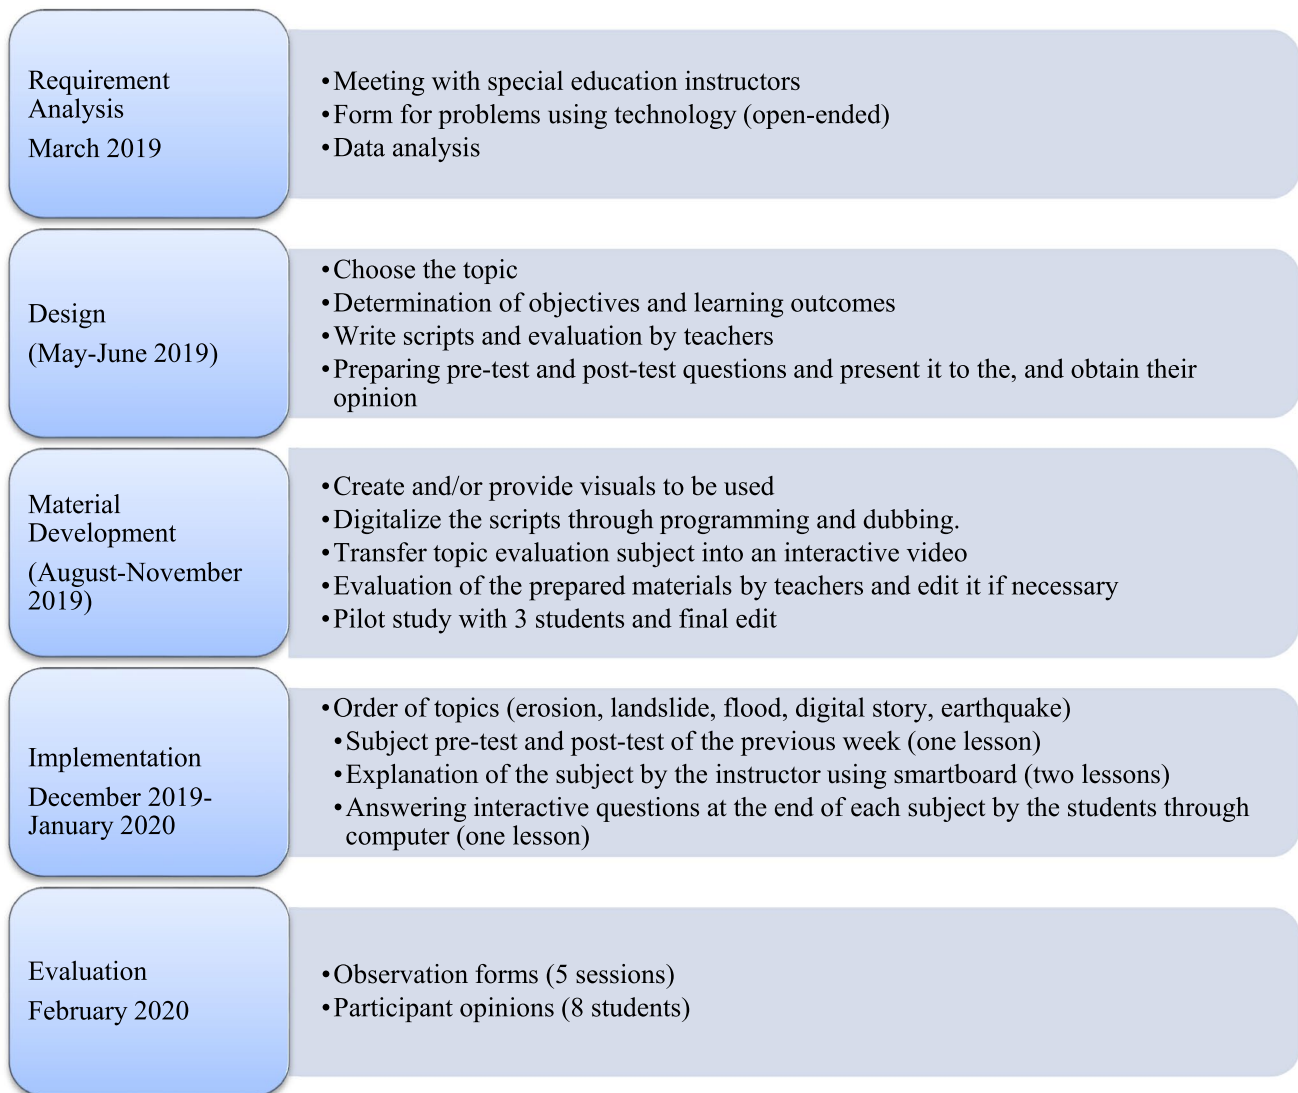 Requirement
Analysis
March 2019
•Meeting with special education instructors
•Form for problems using technology (open-ended)
•Data analysis
Design
(May-June 2019)
•Choose the topic
•Determination of objectives and learning outcomes
•Write scripts and evaluation by teachers
•Preparing pre-test and post-test questions and present it to the, and obtain their
opinion
Material
Development
(August-November
2019)
•Create and/or provide visuals to be used
•Digitalize the scripts through programming and dubbing.
•Transfer topic evaluation subject into an interactive video
•Evaluation of the prepared materials by teachers and edit it if necessary
•Pilot study with 3 students and final edit
Implementation
December 2019-
January 2020
•Order of topics (erosion, landslide, flood, digital story, earthquake)
•Subject pre-test and post-test of the previous week (one lesson)
•Explanation of the subject by the instructor using smartboard (two lessons)
•Answering interactive questions at the end of each subject by the students through
computer (one lesson)
Evaluation
February 2020
•Observation forms (5 sessions)
•Participant opinions (8 students)